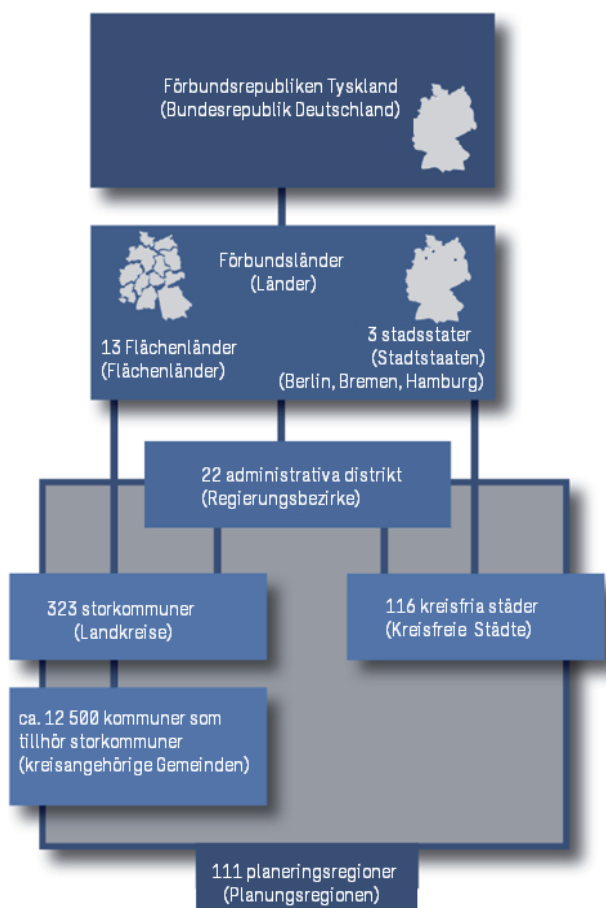 Förbundsrepubliken Tyskland
(Bundesrepublik Deutschland)
Förbundsländer
(Länder)
13 Flächenländer
(Flächenländer)
3 stadsstater
(Stadtstaaten)
(Berlin, Bremen, Hamburg)
22 administrativa distrikt
(Regierungsbezirke)
323 storkommuner
(Landkreise)
116 kreisfria städer
(Kreisfreie Städte)
ca. 12 500 kommuner som
tillhör storkommuner
(kreisangehörige Gemeinden)
111 planeringsregioner
(Planungsregionen)